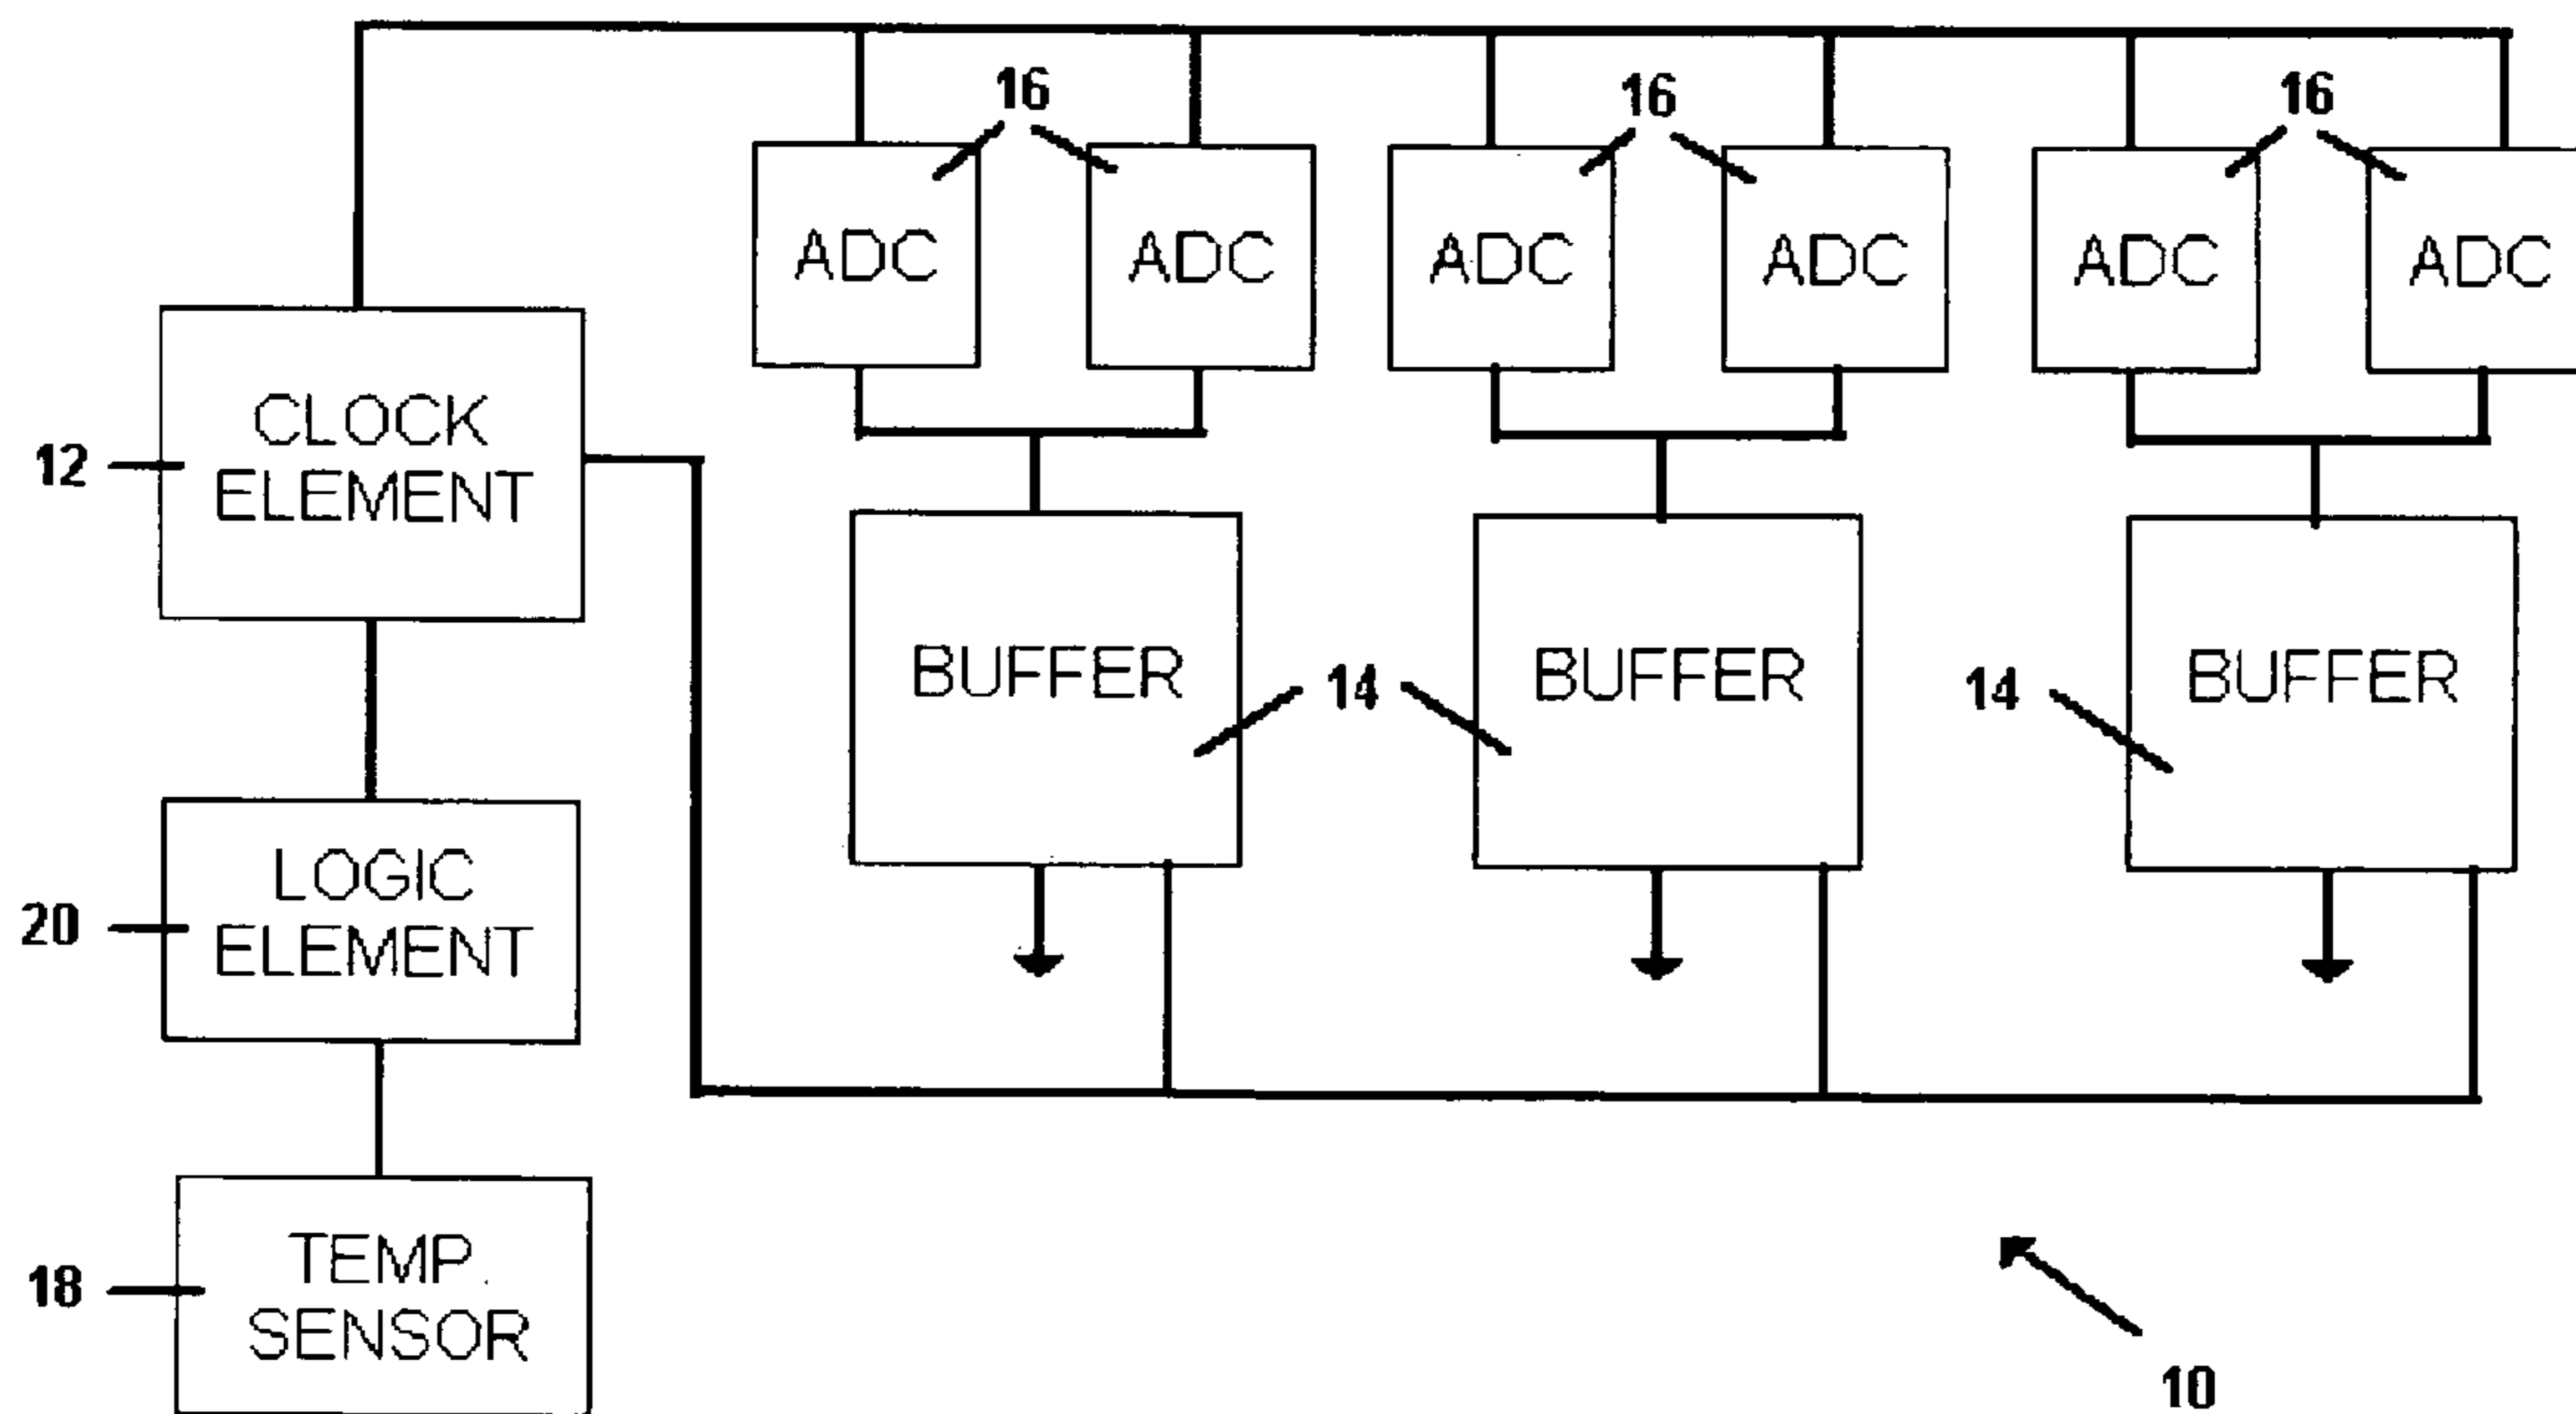 16
16
16
ADC
ADC
ADC
ADC
ADC
ADC
CLOCK
ELEMENT
12
BUFFER
BUFFER
BUFFER
14
14
LOGIC
ELEMENT
20
TEMP.
SENSOR
18
10